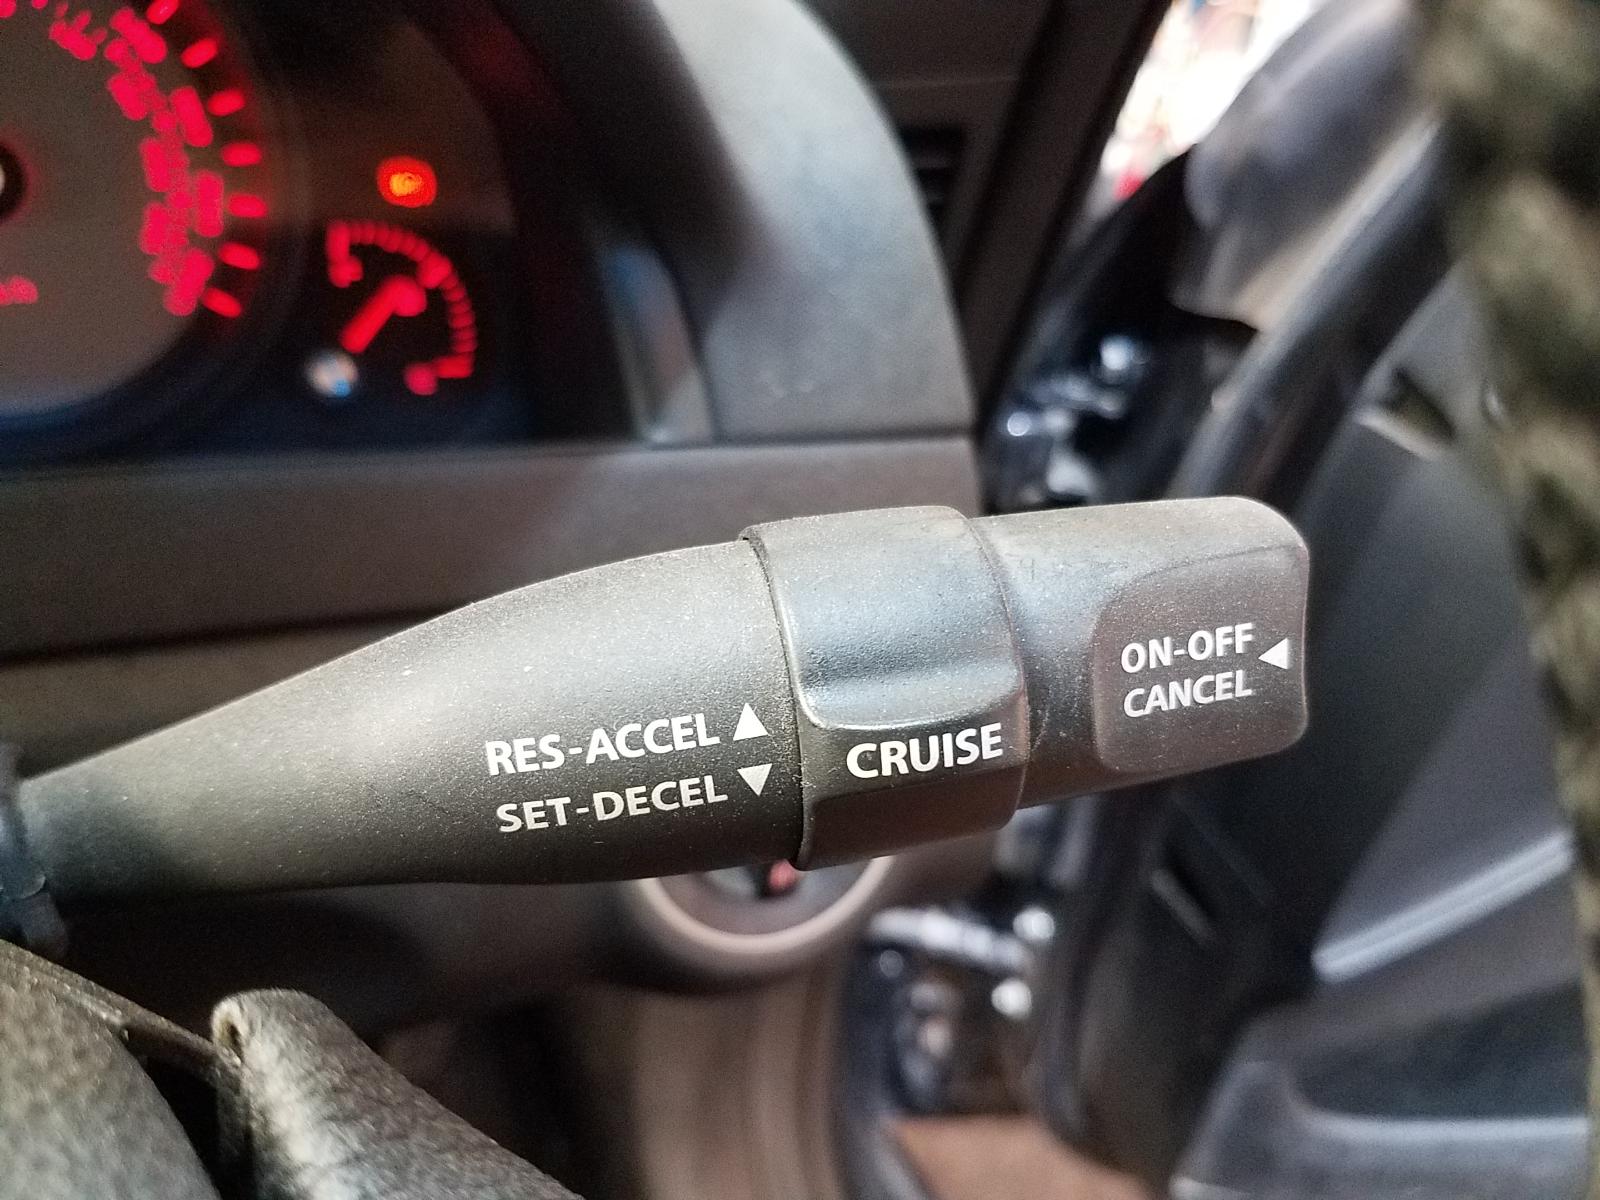 RES-ACCEL ▲
SET-DECEL ▼
CRUISE
ON-OFF ◀
CANCEL